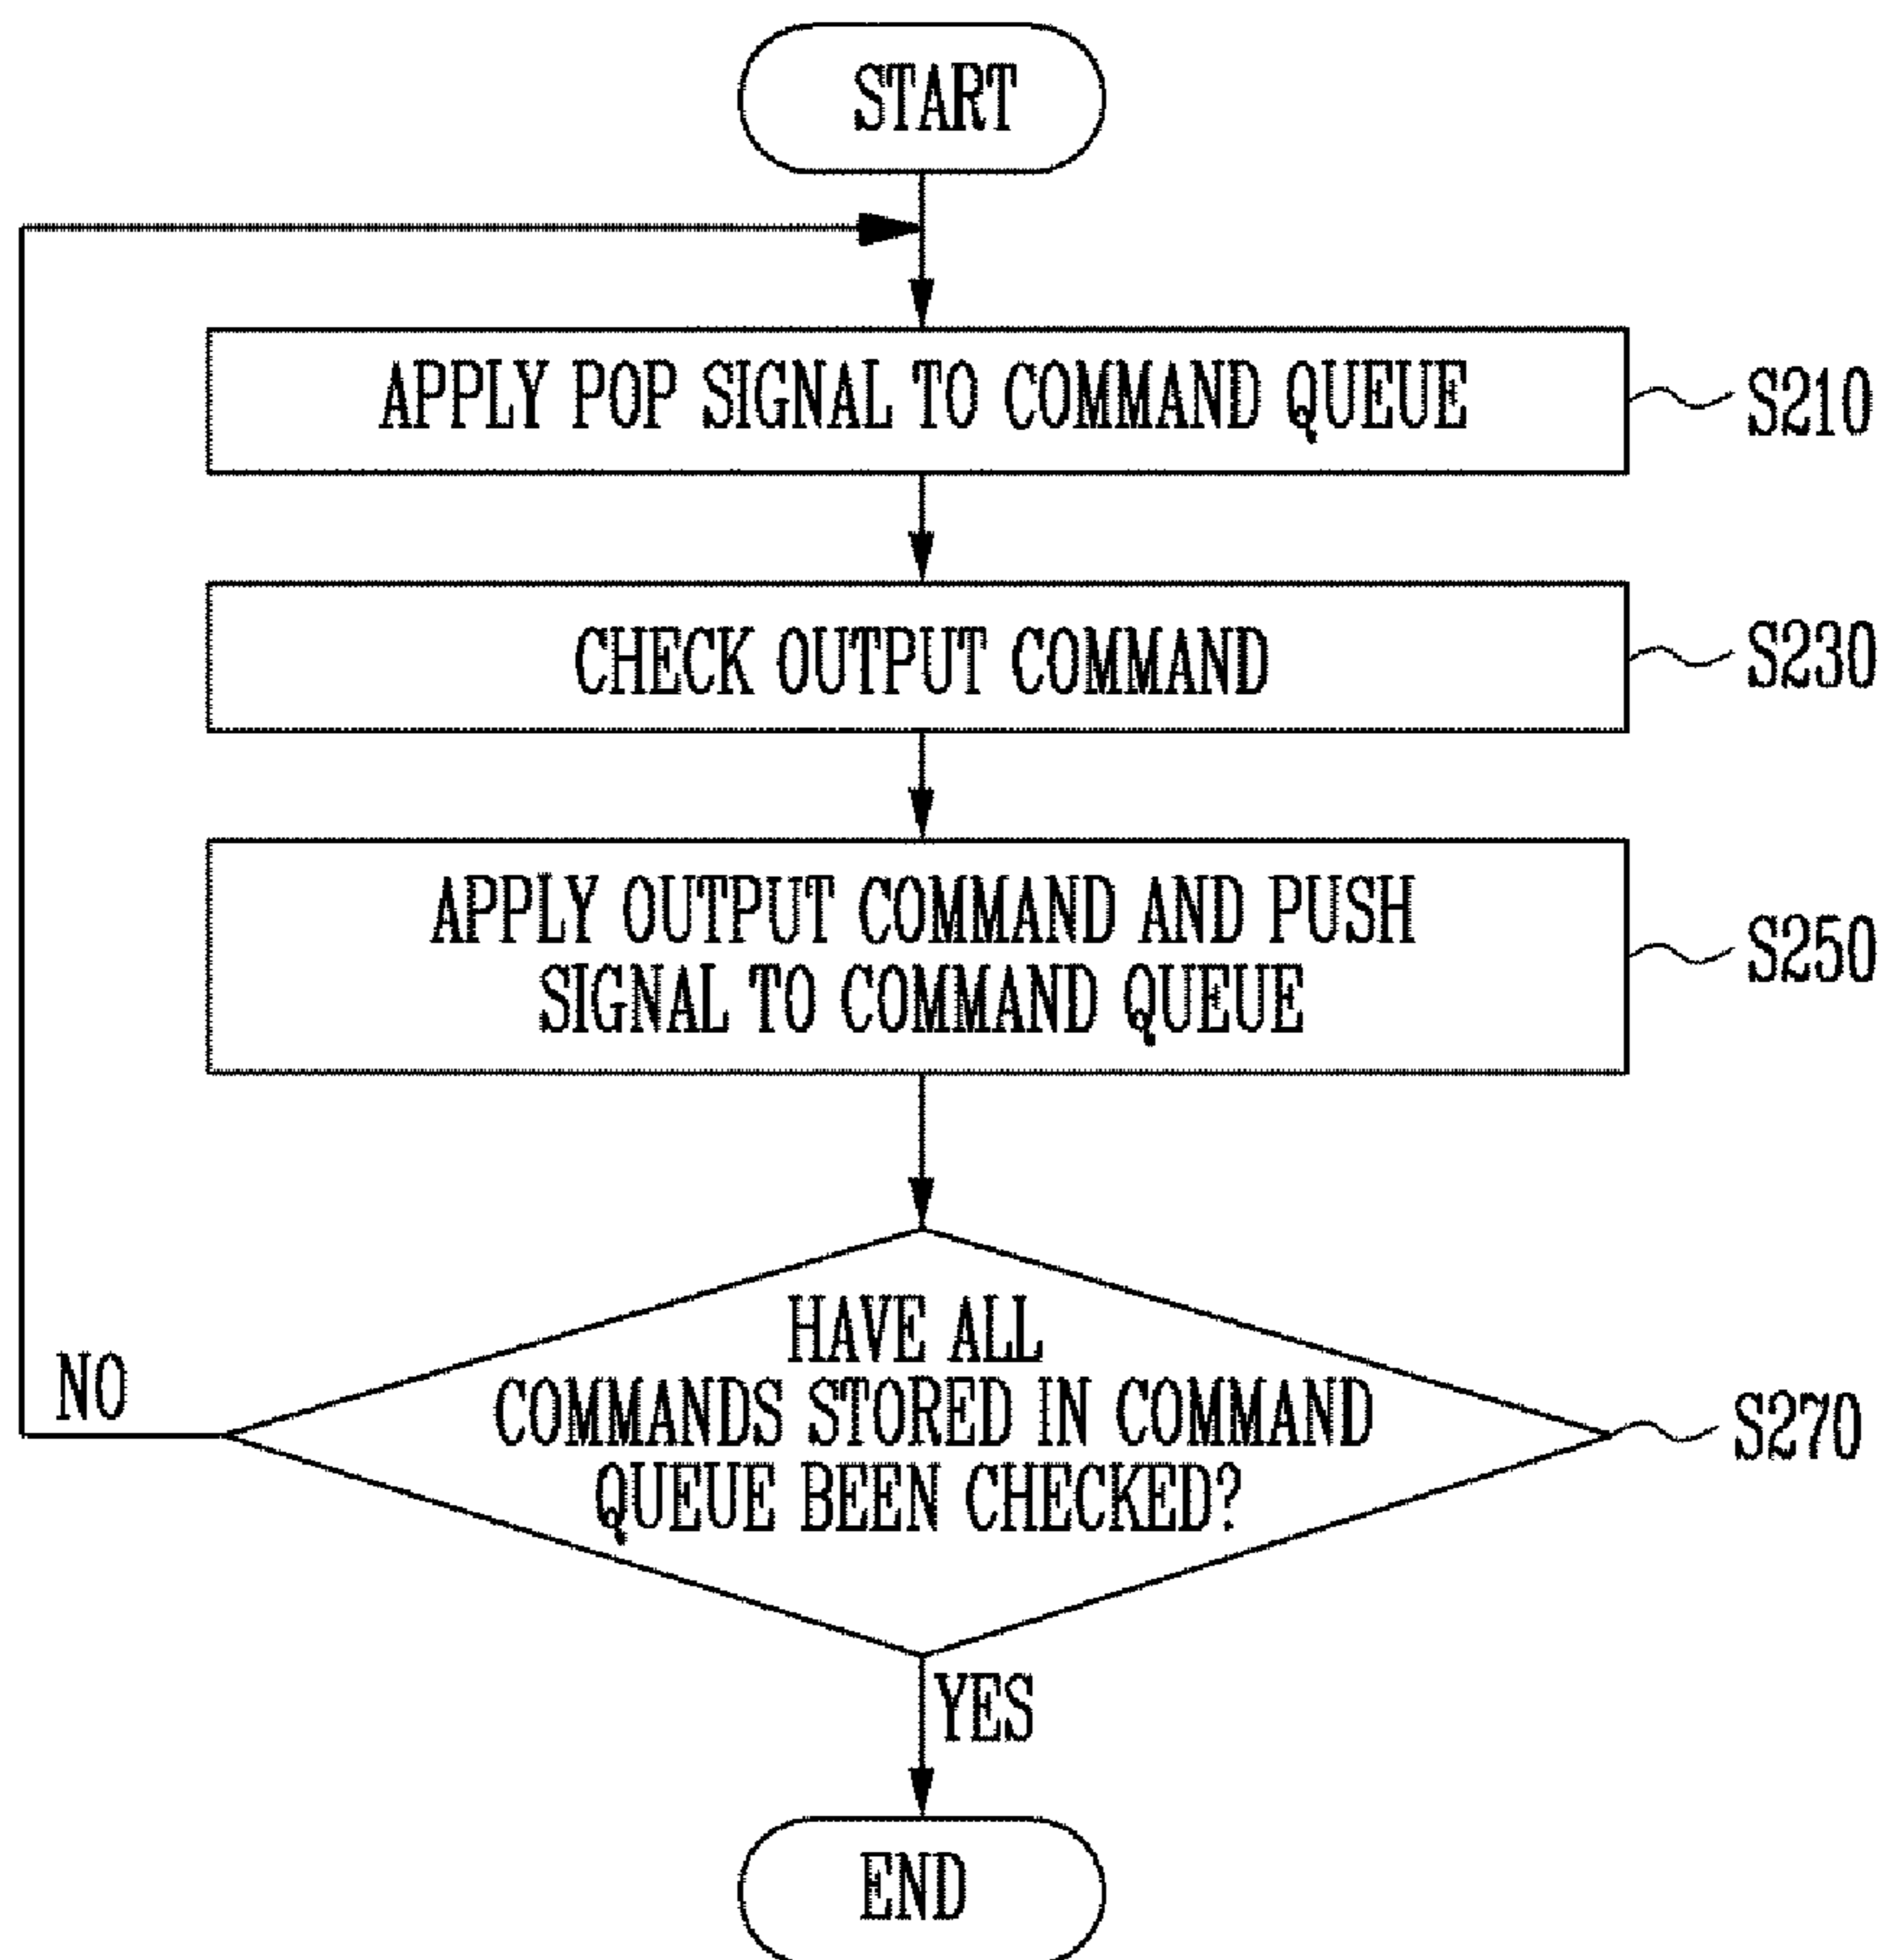 START
APPLY POP SIGNAL TO COMMAND QUEUE
S210
CHECK OUTPUT COMMAND
S230
APPLY OUTPUT COMMAND AND PUSH
SIGNAL TO COMMAND QUEUE
S250
HAVE ALL
COMMANDS STORED IN COMMAND
QUEUE BEEN CHECKED?
S270
NO
YES
END